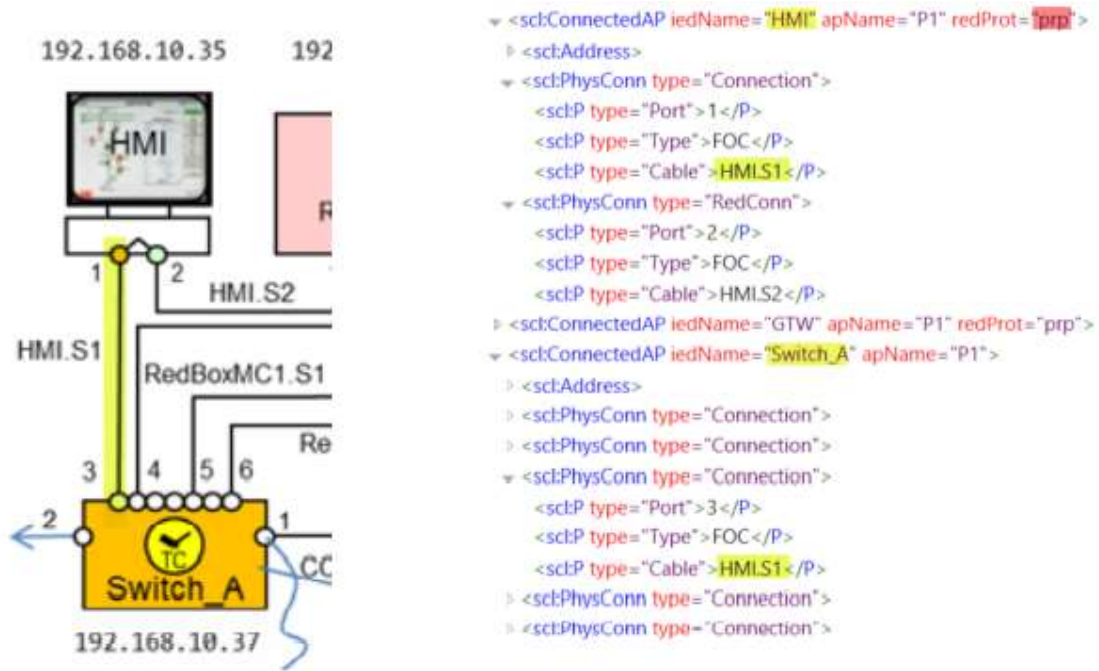 192.168.10.35
192
HMI
R
1
2
HMI.S2
HMI.S1
RedBoxMC1.S1
Re
3
4
5
6
2
1
TC
CC
Switch_A
192.168.10.37
<scl:ConnectedAP iedName="HMI" apName="P1" redProt="prp">
<scl:Address>
<scl:PhysConn type="Connection">
<scl:P type="Port">1</P>
<scl:P type="Type">FOC</P>
<scl:P type="Cable">HMI.S1</P>
<scl:PhysConn type="RedConn">
<scl:P type="Port">2</P>
<scl:P type="Type">FOC</P>
<scl:P type="Cable">HMI.S2</P>
<scl:ConnectedAP iedName="GTW" apName="P1" redProt="prp">
<scl:ConnectedAP iedName="Switch_A" apName="P1">
<scl:Address>
<scl:PhysConn type="Connection">
<scl:PhysConn type="Connection">
<scl:PhysConn type="Connection">
<scl:P type="Port">3</P>
<scl:P type="Type">FOC</P>
<scl:P type="Cable">HMI.S1</P>
<scl:PhysConn type="Connection">
<scl:PhysConn type="Connection">